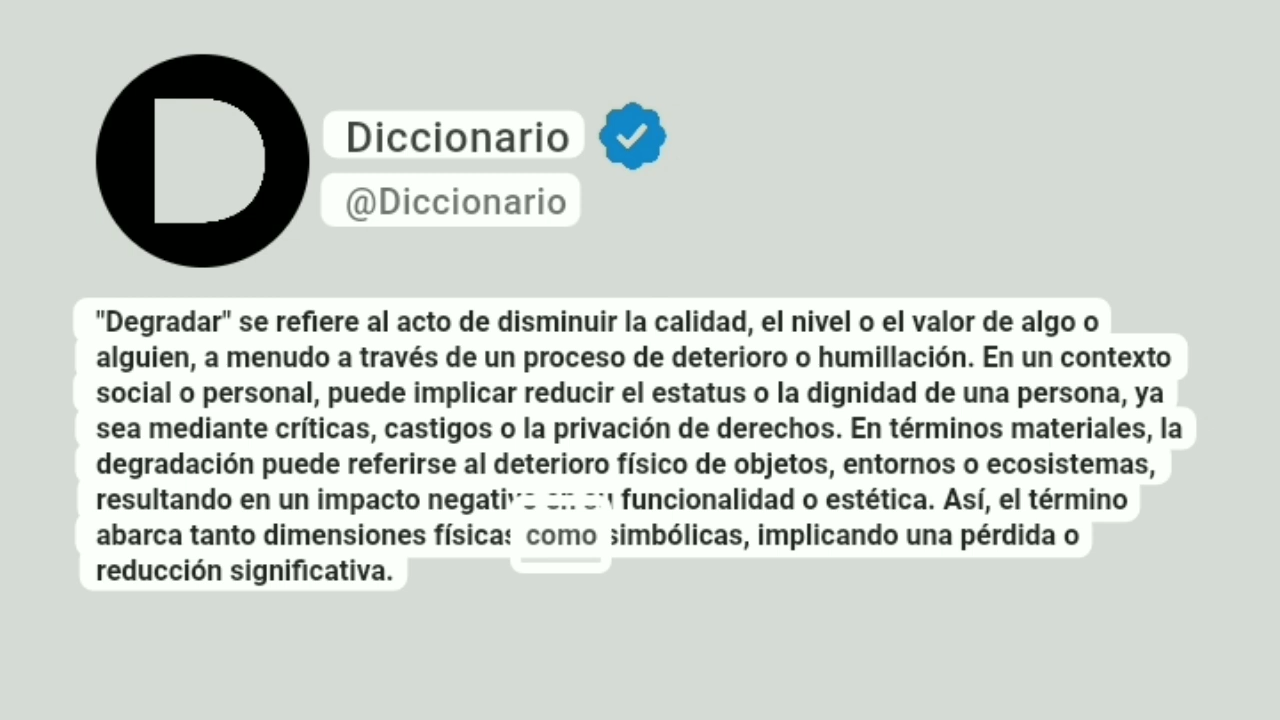 D
Diccionario
@Diccionario
"Degradar" se refiere al acto de disminuir la calidad, el nivel o el valor de algo o
alguien, a menudo a través de un proceso de deterioro o humillación. En un contexto
social o personal, puede implicar reducir el estatus o la dignidad de una persona, ya
sea mediante críticas, castigos o la privación de derechos. En términos materiales, la
degradación puede referirse al deterioro físico de objetos, entornos o ecosistemas,
resultando en un impacto negativo en su funcionalidad o estética. Así, el término
abarca tanto dimensiones físicas como simbólicas, implicando una pérdida o
reducción significativa.